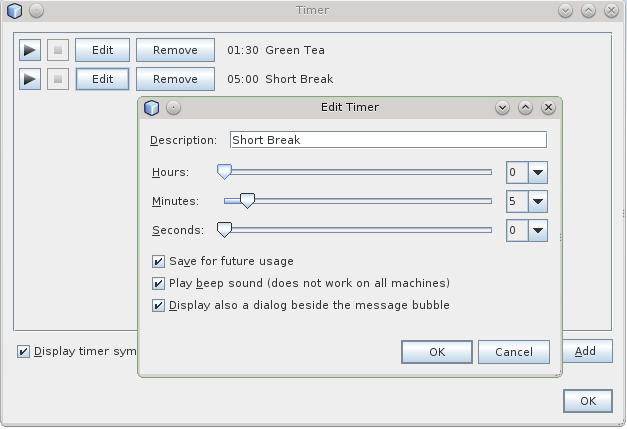 Timer
Edit Remove 01:30 Green Tea
Edit Remove 05:00 Short Break
Edit Timer
Description: Short Break
Hours: 0
Minutes: 5
Seconds: 0
Save for future usage
Play beep sound (does not work on all machines)
Display also a dialog beside the message bubble
OK Cancel
Display timer Add
OK